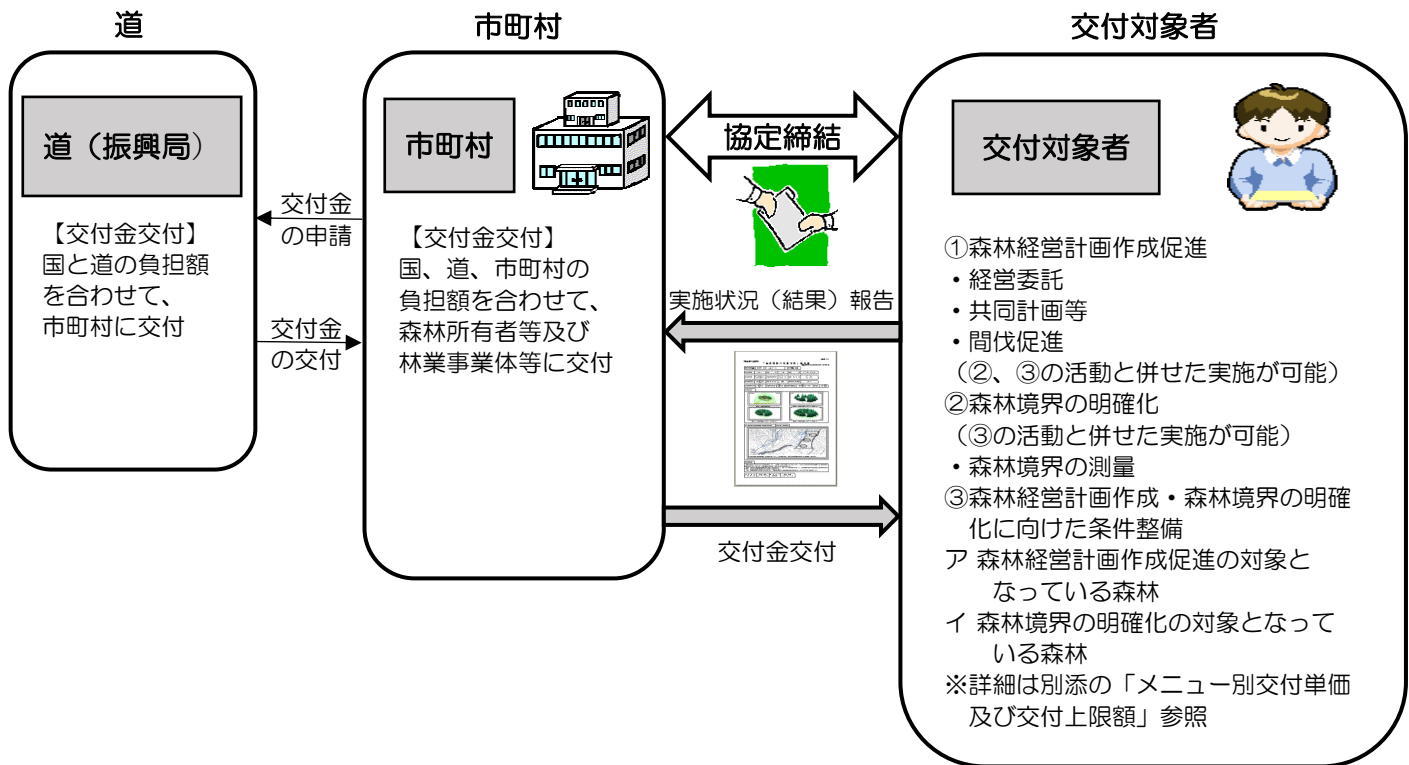 道
道（振興局）
【交付金交付】
国と道の負担額
を合わせて、
市町村に交付
交付金
の申請
交付金
の交付
市町村
市町村
【交付金交付】
国、道、市町村の
負担額を合わせて、
森林所有者等及び
林業事業体等に交付
協定締結
実施状況（結果）報告
交付金交付
交付対象者
交付対象者
①森林経営計画作成促進
・経営委託
・共同計画等
・間伐促進
（②、③の活動と併せた実施が可能）
②森林境界の明確化
（③の活動と併せた実施が可能）
・森林境界の測量
③森林経営計画作成・森林境界の明確
化に向けた条件整備
ア 森林経営計画作成促進の対象と
なっている森林
イ 森林境界の明確化の対象となって
いる森林
※詳細は別添の「メニュー別交付単価
及び交付上限額」参照